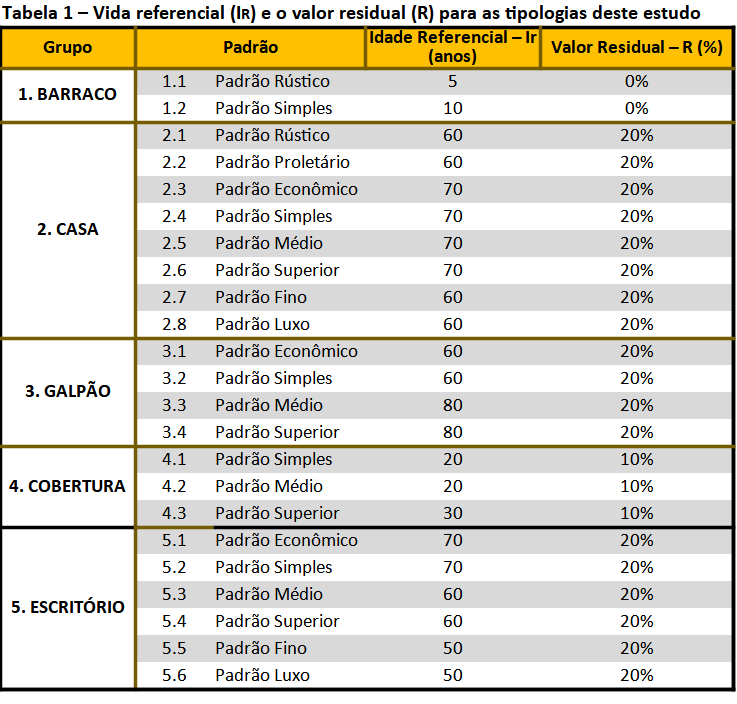 Tabela 1 – Vida referencial (IR) e o valor residual (R) para as tipologias deste estudo
Grupo Padrão Idade Referencial – Ir (anos) Valor Residual – R (%)
1. BARRACO
1.1 Padrão Rústico 5 0%
1.2 Padrão Simples 10 0%
2. CASA
2.1 Padrão Rústico 60 20%
2.2 Padrão Proletário 60 20%
2.3 Padrão Econômico 70 20%
2.4 Padrão Simples 70 20%
2.5 Padrão Médio 70 20%
2.6 Padrão Superior 70 20%
2.7 Padrão Fino 60 20%
2.8 Padrão Luxo 60 20%
3. GALPÃO
3.1 Padrão Econômico 60 20%
3.2 Padrão Simples 60 20%
3.3 Padrão Médio 80 20%
3.4 Padrão Superior 80 20%
4. COBERTURA
4.1 Padrão Simples 20 10%
4.2 Padrão Médio 20 10%
4.3 Padrão Superior 30 10%
5. ESCRITÓRIO
5.1 Padrão Econômico 70 20%
5.2 Padrão Simples 70 20%
5.3 Padrão Médio 60 20%
5.4 Padrão Superior 60 20%
5.5 Padrão Fino 50 20%
5.6 Padrão Luxo 50 20%